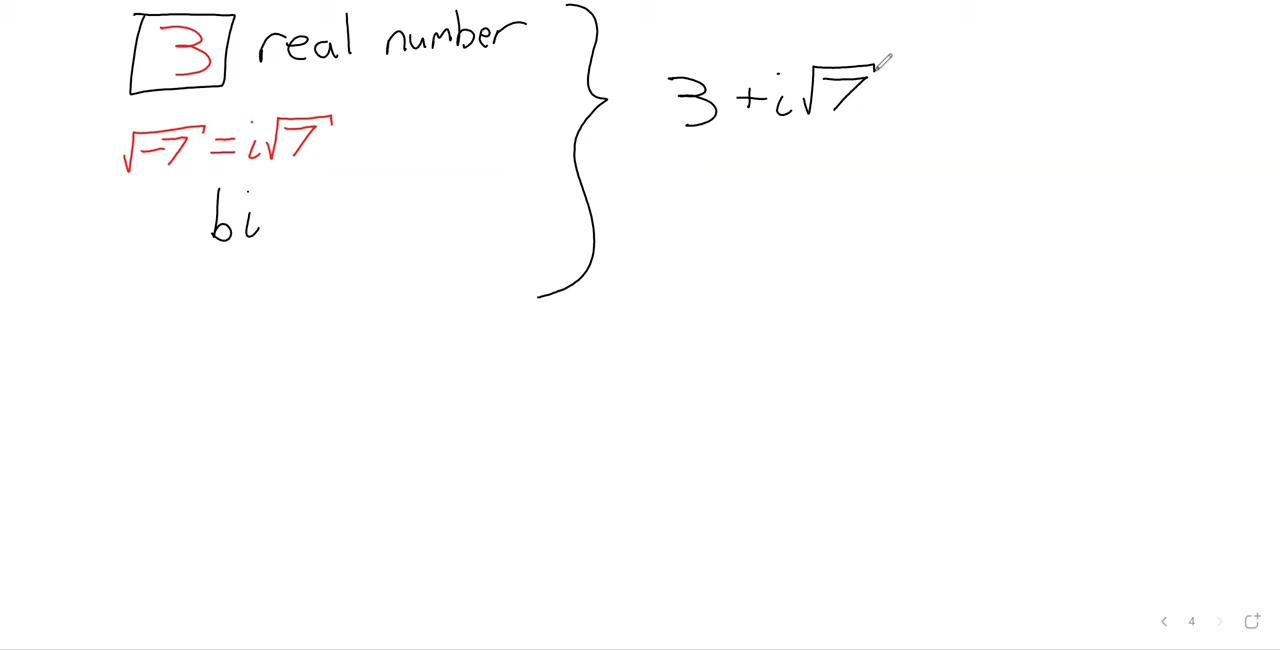 3 real number
√-7 = i√7
bi
3 + i√7
4